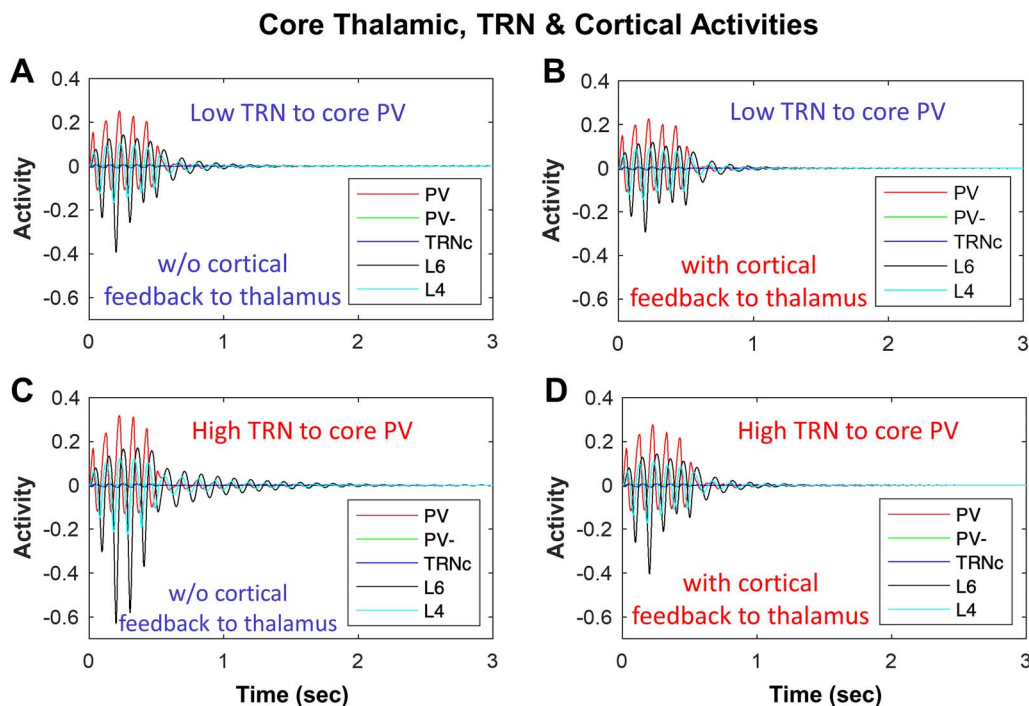 Core Thalamic, TRN & Cortical Activities
A
0.4
0.2
0
-0.2
-0.4
-0.6
Activity
Low TRN to core PV
w/o cortical
feedback to thalamus
PV
PV-
TRNc
L6
L4
0 1 2 3
B
0.4
0.2
0
-0.2
-0.4
-0.6
Activity
Low TRN to core PV
with cortical
feedback to thalamus
PV
PV-
TRNc
L6
L4
0 1 2 3
C
0.4
0.2
0
-0.2
-0.4
-0.6
Activity
High TRN to core PV
w/o cortical
feedback to thalamus
PV
PV-
TRNc
L6
L4
0 1 2 3
Time (sec)
D
0.4
0.2
0
-0.2
-0.4
-0.6
Activity
High TRN to core PV
with cortical
feedback to thalamus
PV
PV-
TRNc
L6
L4
0 1 2 3
Time (sec)